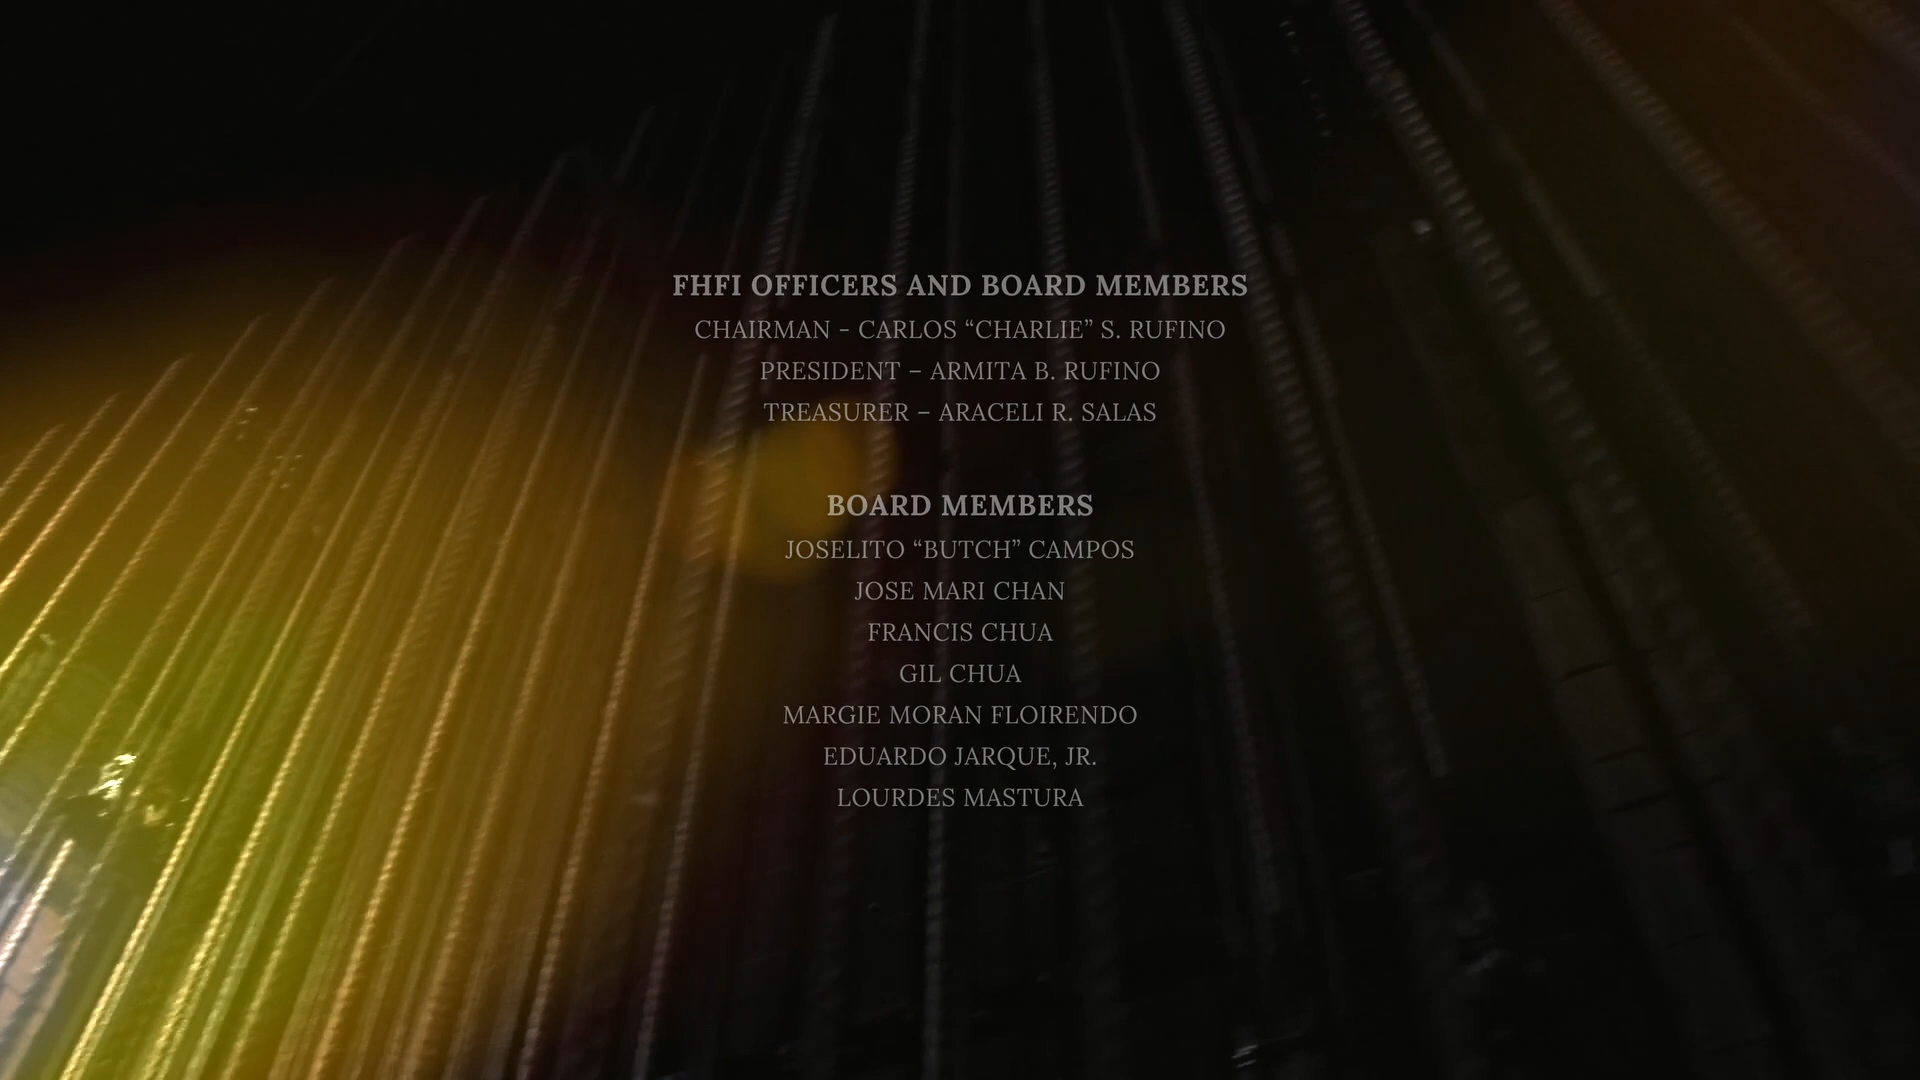 FHFI OFFICERS AND BOARD MEMBERS
CHAIRMAN - CARLOS “CHARLIE” S. RUFINO
PRESIDENT – ARMITA B. RUFINO
TREASURER – ARACELI R. SALAS
BOARD MEMBERS
JOSELITO “BUTCH” CAMPOS
JOSE MARI CHAN
FRANCIS CHUA
GIL CHUA
MARGIE MORAN FLOIRENDO
EDUARDO JARQUE, JR.
LOURDES MASTURA